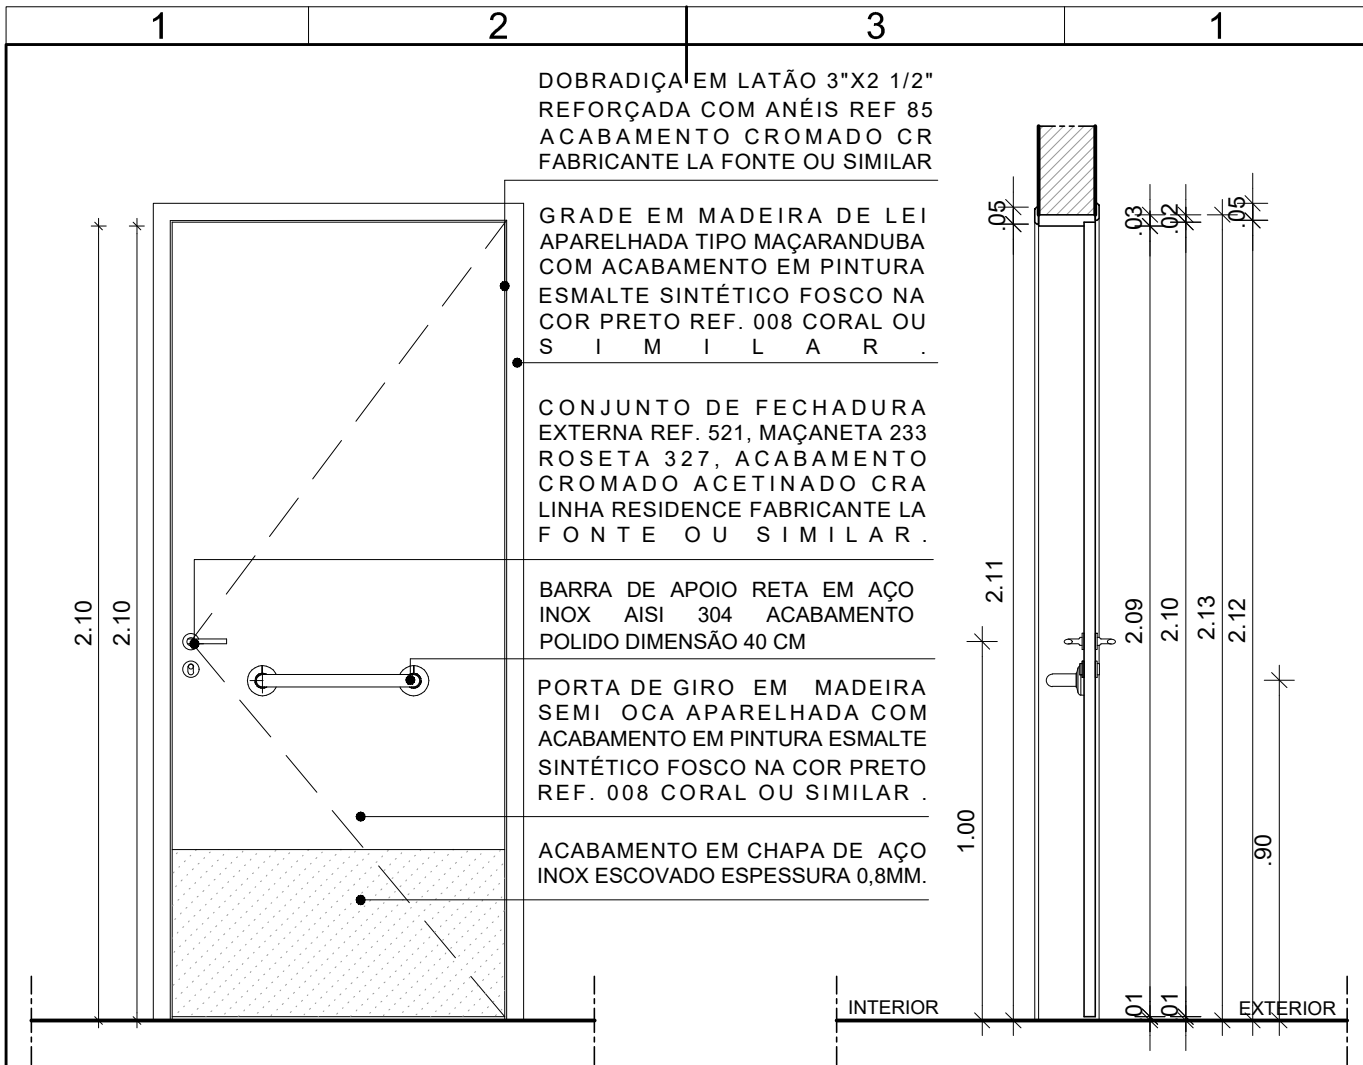 1 2 3 1
DOBRADIÇA EM LATÃO 3"X2 1/2"
REFORÇADA COM ANÉIS REF 85
ACABAMENTO CROMADO CR
FABRICANTE LA FONTE OU SIMILAR
GRADE EM MADEIRA DE LEI
APARELHADA TIPO MAÇARANDUBA
COM ACABAMENTO EM PINTURA
ESMALTE SINTÉTICO FOSCO NA
COR PRETO REF. 008 CORAL OU
SIMILAR.
CONJUNTO DE FECHADURA
EXTERNA REF. 521, MAÇANETA 233
ROSETA 327, ACABAMENTO
CROMADO ACETINADO CRA
LINHA RESIDENCE FABRICANTE LA
FONTE OU SIMILAR.
BARRA DE APOIO RETA EM AÇO
INOX AISI 304 ACABAMENTO
POLIDO DIMENSÃO 40 CM
PORTA DE GIRO EM MADEIRA
SEMI OCA APARELHADA COM
ACABAMENTO EM PINTURA ESMALTE
SINTÉTICO FOSCO NA COR PRETO
REF. 008 CORAL OU SIMILAR .
ACABAMENTO EM CHAPA DE AÇO
INOX ESCOVADO ESPESSURA 0,8MM.
2.10
2.10
.05
.03
.02
.05
2.11
2.09
2.10
2.13
2.12
1.00
.90
.01
.01
INTERIOR
EXTERIOR